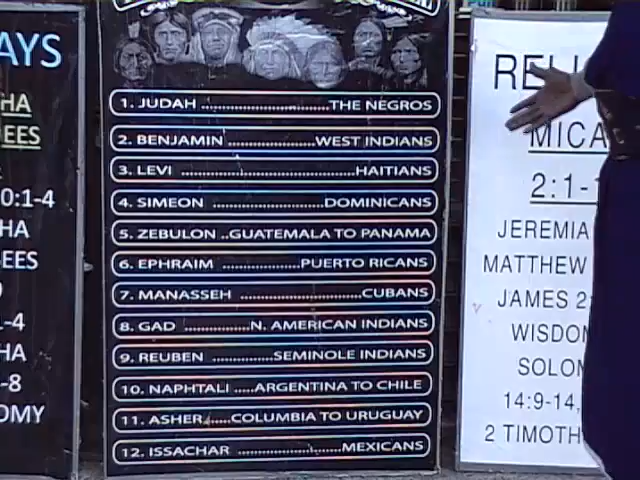 AYS
HA
EES
0:1-4
HA
EES
-4
HA
-8
OMY
1. JUDAH ..............................THE NEGROS
2. BENJAMIN ...................WEST INDIANS
3. LEVI ......................................HAITIANS
4. SIMEON ........................DOMINICANS
5. ZEBULON ..GUATEMALA TO PANAMA
6. EPHRAIM .................PUERTO RICANS
7. MANASSEH ...........................CUBANS
8. GAD ..............N. AMERICAN INDIANS
9. REUBEN ...............SEMINOLE INDIANS
10. NAPHTALI .....ARGENTINA TO CHILE
11. ASHER......COLUMBIA TO URUGUAY
12. ISSACHAR .......................MEXICANS
REL
MICA
2:1-1
JEREMIA
MATTHEW
JAMES 2
WISDO
SOLO
14:9-14,
2 TIMOTH